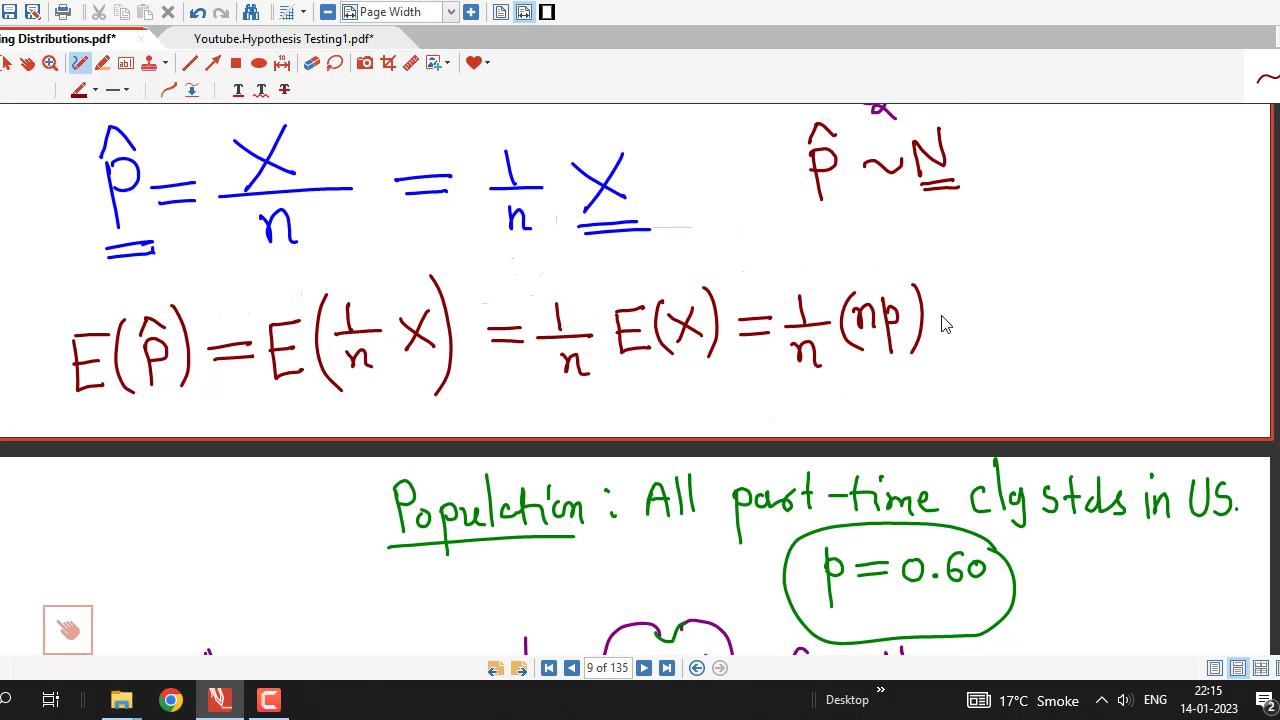 Page Width
ng Distributions.pdf*
Youtube.Hypothesis Testing1.pdf*
P̂ = X/n = 1/n X
P̂ ~ N
E(P̂) = E(1/n X) = 1/n E(X) = 1/n (np)
Population : All part-time clg stds in US.
p = 0.60
9 of 135
Desktop
»
17°C Smoke
ENG
22:15
14-01-2023
2